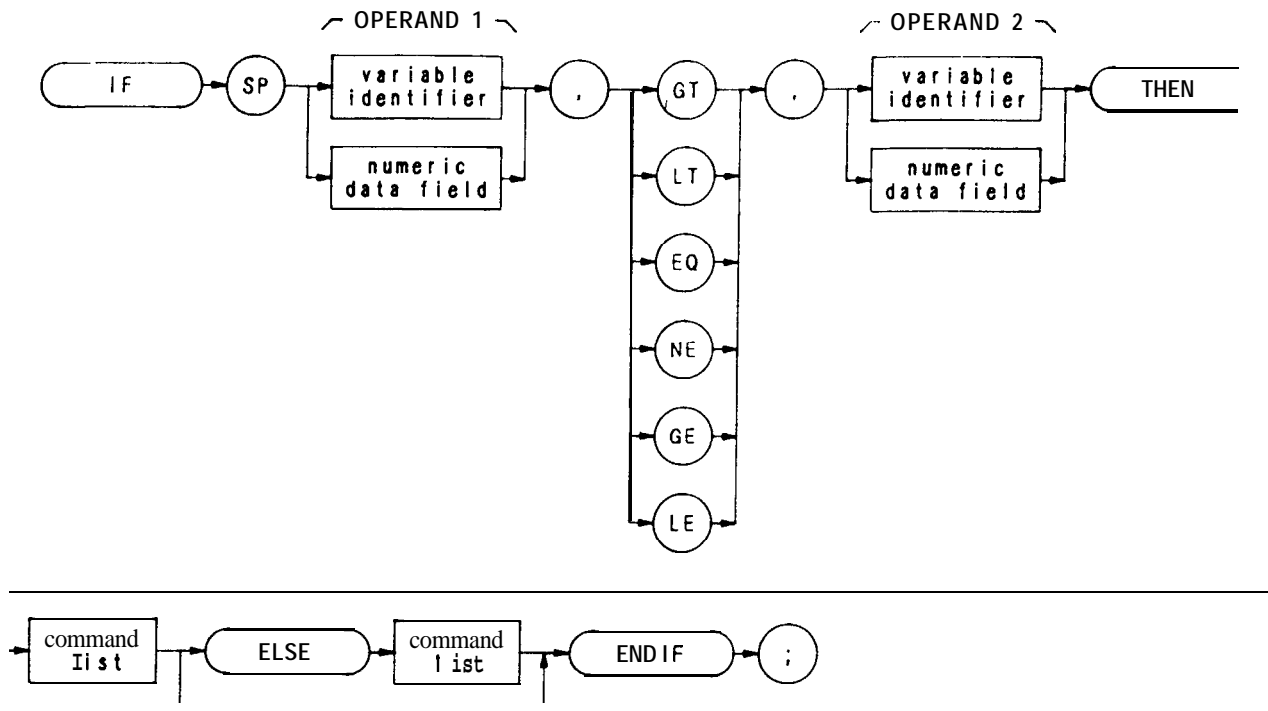 OPERAND 1
OPERAND 2
IF
SP
variable
identifier
numeric
data field
,
GT
LT
EQ
NE
GE
LE
,
variable
identifier
numeric
data field
THEN
command
list
ELSE
command
list
ENDIF
;